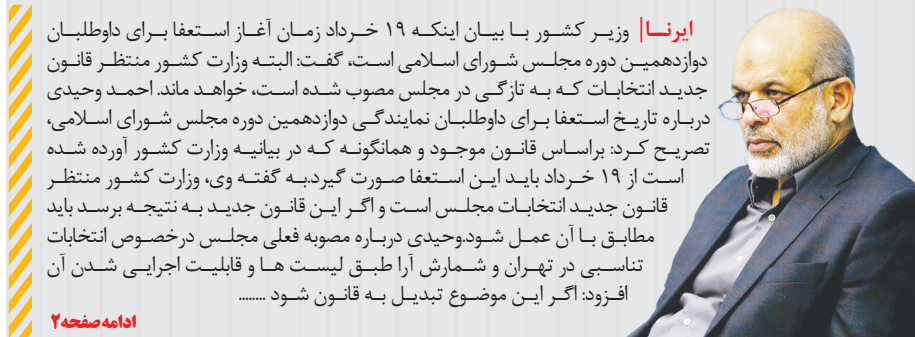 ایرنا| وزیر کشور با بیان اینکه ۱۹ خرداد زمان آغاز استعفا برای داوطلبان
دوازدهمین دوره مجلس شورای اسلامی است، گفت: البته وزارت کشور منتظر قانون
جدید انتخابات که به تازگی در مجلس مصوب شده است، خواهد ماند. احمد وحیدی
درباره تاریخ استعفا برای داوطلبان نمایندگی دوازدهمین دوره مجلس شورای اسلامی،
تصریح کرد: براساس قانون موجود و همانگونه که در بیانیه وزارت کشور آورده شده
است از ۱۹ خرداد باید این استعفا صورت گیرد.به گفته وی، وزارت کشور منتظر
قانون جدید انتخابات مجلس است و اگر این قانون جدید به نتیجه برسد باید
مطابق با آن عمل شود.وحیدی درباره مصوبه فعلی مجلس درخصوص انتخابات
تناسبی در تهران و شمارش آرا طبق لیست ها و قابلیت اجرایی شدن آن
افزود: اگر این موضوع تبدیل به قانون شود ........
ادامه‌صفحه۲